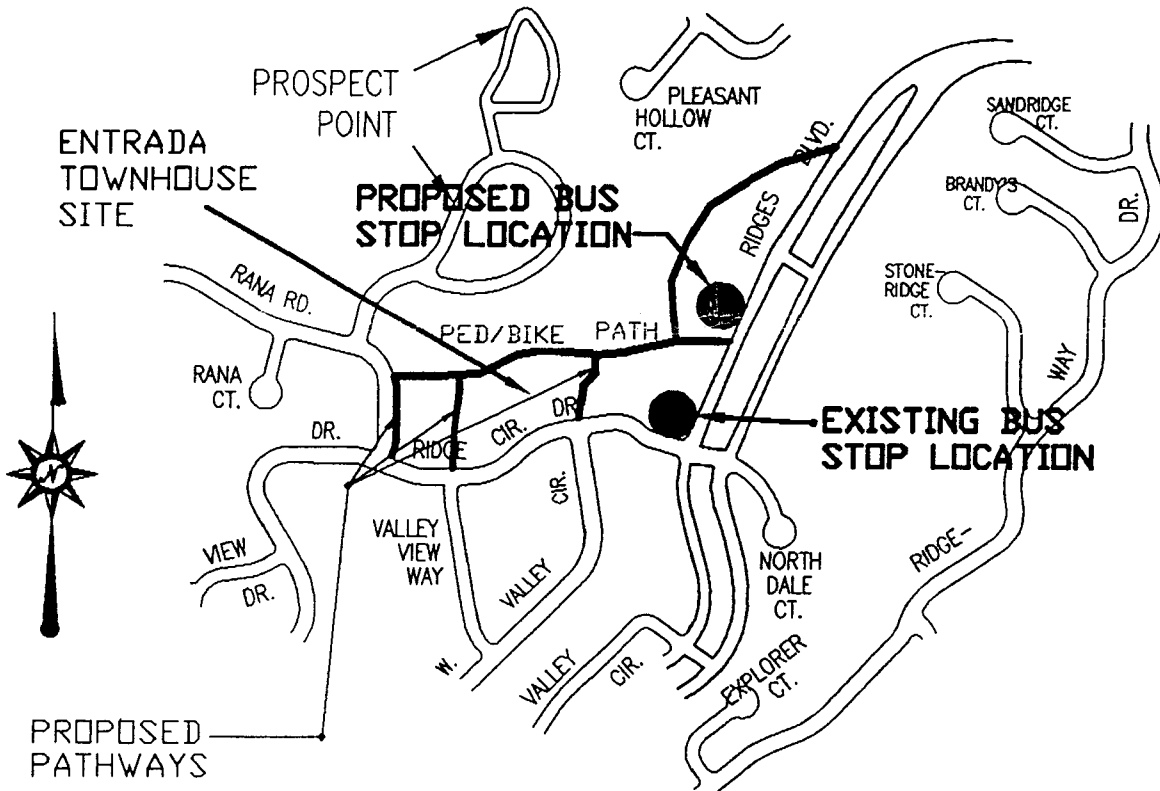 PROSPECT
POINT
PLEASANT
HOLLOW
CT.
SANDRIDGE
CT.
ENTRADA
TOWNHOUSE
SITE
PROPOSED BUS
STOP LOCATION
RIDGES BLVD.
BRANDY'S
CT.
DR.
STONE-
RIDGE
CT.
RANA RD.
PED/BIKE PATH
RANA
CT.
WAY
DR.
RIDGE CIR. DR.
EXISTING BUS
STOP LOCATION
N
VIEW
DR.
VALLEY
VIEW
WAY
CIR.
VALLEY
W.
NORTH
DALE
CT.
RIDGE-
VALLEY
CIR.
EXPLORER
CT.
PROPOSED
PATHWAYS